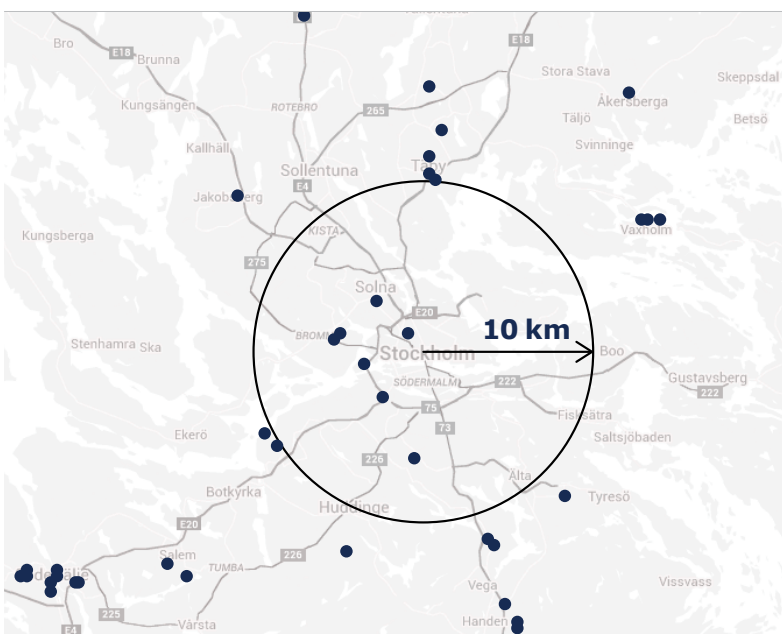 Bro
E18
Brunna
E18
Stora Stava
Skeppsdal
Kungsängen
ROTEBRO
265
Åkersberga
Täljö
Betsö
Svinninge
Kallhäll
Sollentuna
Täby
E4
Jakobsberg
KISTA
Vaxholm
Kungsberga
275
Solna
E20
10 km
BROMMA
Stenhamra
Ska
Stockholm
Boo
SÖDERMALM
222
Gustavsberg
222
75
Fisksätra
73
Ekerö
Saltsjöbaden
226
Älta
Botkyrka
Tyresö
Huddinge
E20
226
Salem
TUMBA
Vissvass
Vega
225
Vårsta
Handen
E4